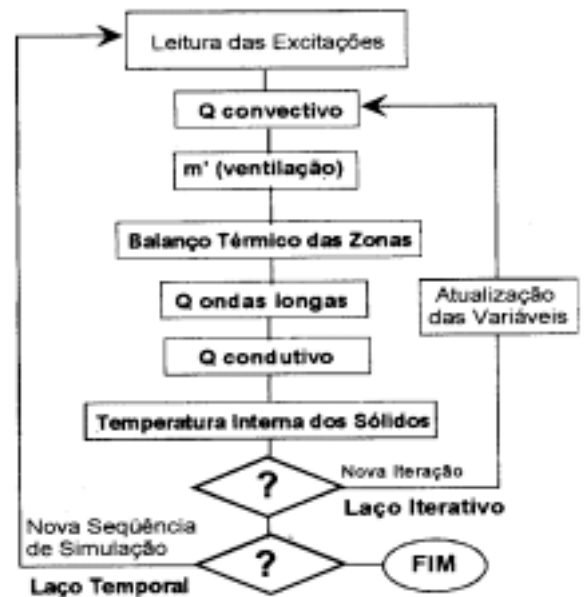 Leitura das Excitações
Q convectivo
m' (ventilação)
Balanço Térmico das Zonas
Q ondas longas
Atualização
das Variáveis
Q condutivo
Temperatura Interna dos Sólidos
?
Nova Iteração
Laço Iterativo
Nova Seqüência
de Simulação
?
FIM
Laço Temporal